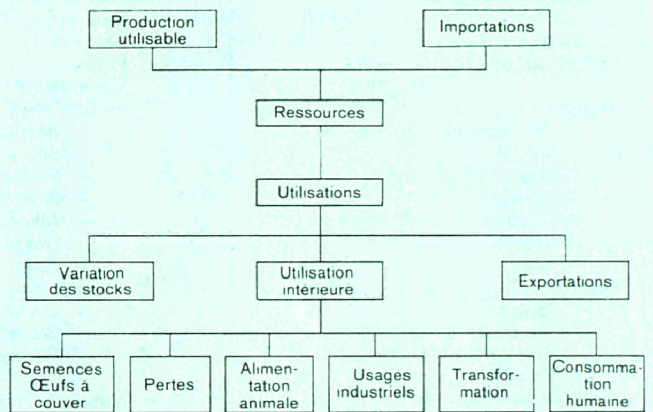 Production
utilisable
Importations
Ressources
Utilisations
Variation
des stocks
Utilisation
intérieure
Exportations
Semences
Œufs à
couver
Pertes
Alimen-
tation
animale
Usages
industriels
Transfor-
mation
Consomma-
tion
humaine